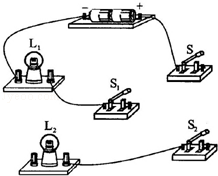 − +
L₁ S
S₁
L₂ S₂